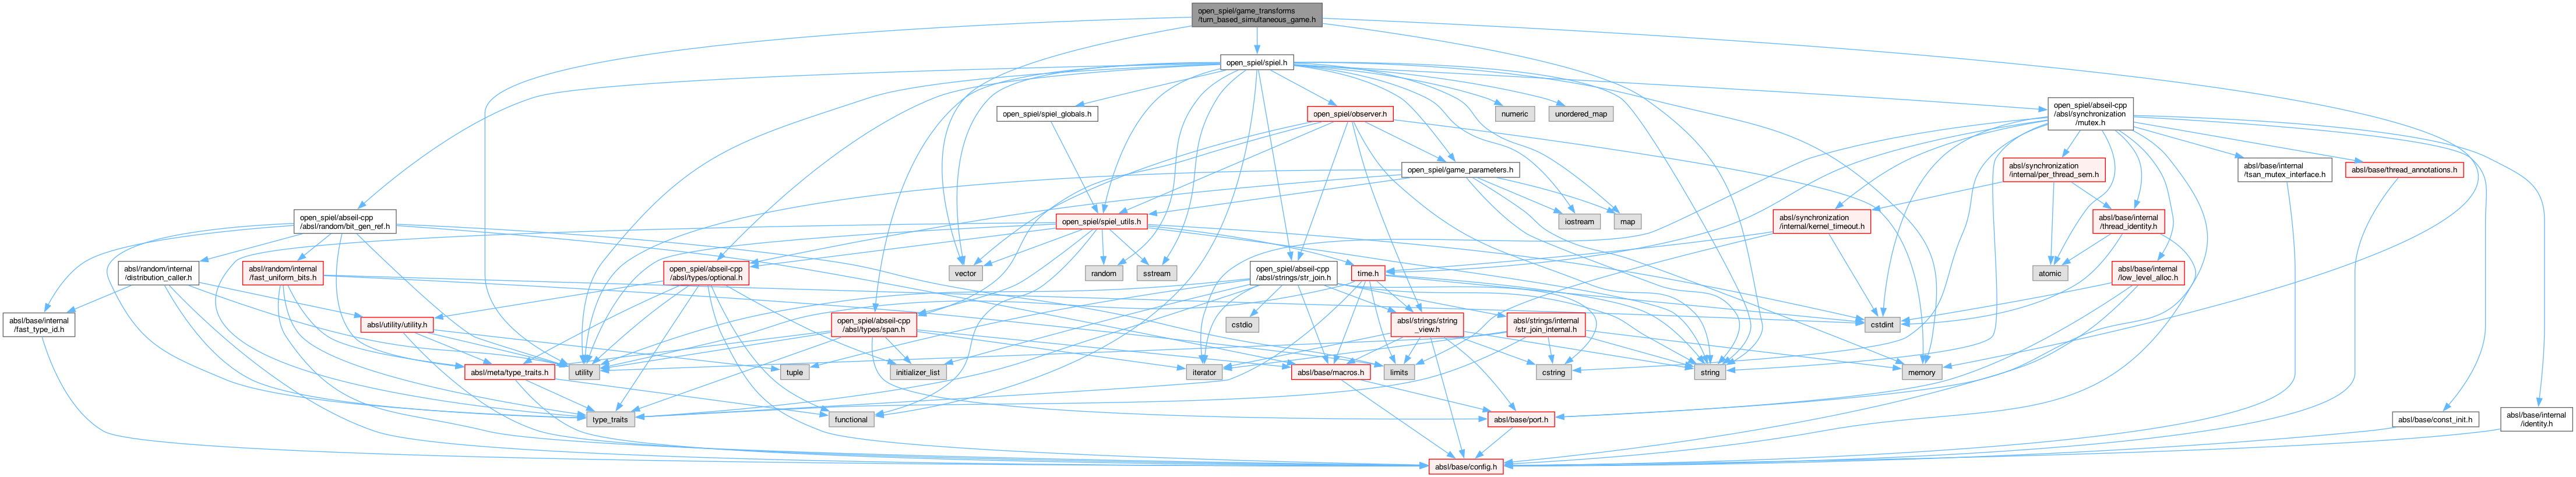 open_spiel/game_transforms
/turn_based_simultaneous_game.h
open_spiel/spiel.h
open_spiel/spiel_globals.h
open_spiel/observer.h
numeric
unordered_map
open_spiel/abseil-cpp
/absl/synchronization
/mutex.h
open_spiel/game_parameters.h
absl/synchronization
/internal/per_thread_sem.h
absl/base/internal
/tsan_mutex_interface.h
absl/base/thread_annotations.h
open_spiel/abseil-cpp
/absl/random/bit_gen_ref.h
open_spiel/spiel_utils.h
iostream
map
absl/synchronization
/internal/kernel_timeout.h
absl/base/internal
/thread_identity.h
absl/random/internal
/distribution_caller.h
absl/random/internal
/fast_uniform_bits.h
open_spiel/abseil-cpp
/absl/types/optional.h
vector
random
sstream
open_spiel/abseil-cpp
/absl/strings/str_join.h
time.h
atomic
absl/base/internal
/low_level_alloc.h
absl/base/internal
/fast_type_id.h
absl/utility/utility.h
open_spiel/abseil-cpp
/absl/types/span.h
cstdio
absl/strings/string
_view.h
absl/strings/internal
/str_join_internal.h
cstdint
absl/meta/type_traits.h
utility
tuple
initializer_list
iterator
absl/base/macros.h
limits
cstring
string
memory
type_traits
functional
absl/base/port.h
absl/base/const_init.h
absl/base/internal
/identity.h
absl/base/config.h